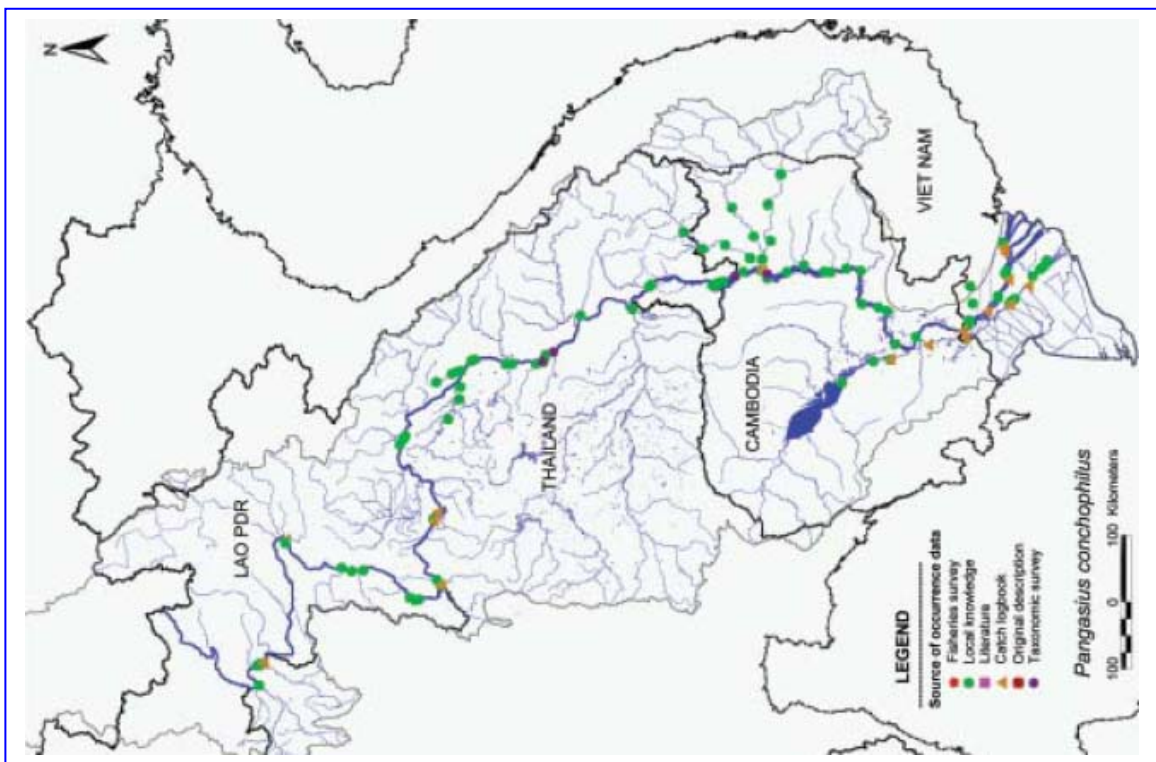 N
LAO PDR
THAILAND
CAMBODIA
VIET NAM
LEGEND
Source of occurrence data
Fisheries survey
Local knowledge
Literature
Catch logbook
Original description
Taxonomic survey
Pangasius conchophilus
100 0 100 Kilometers